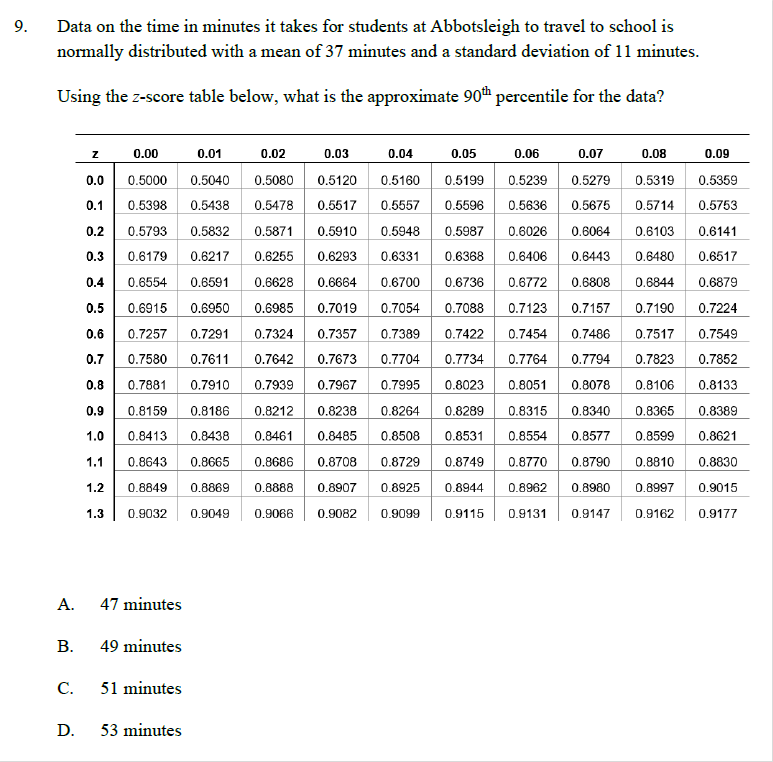 9. Data on the time in minutes it takes for students at Abbotsleigh to travel to school is
normally distributed with a mean of 37 minutes and a standard deviation of 11 minutes.
Using the z-score table below, what is the approximate 90th percentile for the data?
z 0.00 0.01 0.02 0.03 0.04 0.05 0.06 0.07 0.08 0.09
0.0 0.5000 0.5040 0.5080 0.5120 0.5160 0.5199 0.5239 0.5279 0.5319 0.5359
0.1 0.5398 0.5438 0.5478 0.5517 0.5557 0.5596 0.5636 0.5675 0.5714 0.5753
0.2 0.5793 0.5832 0.5871 0.5910 0.5948 0.5987 0.6026 0.6064 0.6103 0.6141
0.3 0.6179 0.6217 0.6255 0.6293 0.6331 0.6368 0.6406 0.6443 0.6480 0.6517
0.4 0.6554 0.6591 0.6628 0.6664 0.6700 0.6736 0.6772 0.6808 0.6844 0.6879
0.5 0.6915 0.6950 0.6985 0.7019 0.7054 0.7088 0.7123 0.7157 0.7190 0.7224
0.6 0.7257 0.7291 0.7324 0.7357 0.7389 0.7422 0.7454 0.7486 0.7517 0.7549
0.7 0.7580 0.7611 0.7642 0.7673 0.7704 0.7734 0.7764 0.7794 0.7823 0.7852
0.8 0.7881 0.7910 0.7939 0.7967 0.7995 0.8023 0.8051 0.8078 0.8106 0.8133
0.9 0.8159 0.8186 0.8212 0.8238 0.8264 0.8289 0.8315 0.8340 0.8365 0.8389
1.0 0.8413 0.8438 0.8461 0.8485 0.8508 0.8531 0.8554 0.8577 0.8599 0.8621
1.1 0.8643 0.8665 0.8686 0.8708 0.8729 0.8749 0.8770 0.8790 0.8810 0.8830
1.2 0.8849 0.8869 0.8888 0.8907 0.8925 0.8944 0.8962 0.8980 0.8997 0.9015
1.3 0.9032 0.9049 0.9066 0.9082 0.9099 0.9115 0.9131 0.9147 0.9162 0.9177
A. 47 minutes
B. 49 minutes
C. 51 minutes
D. 53 minutes